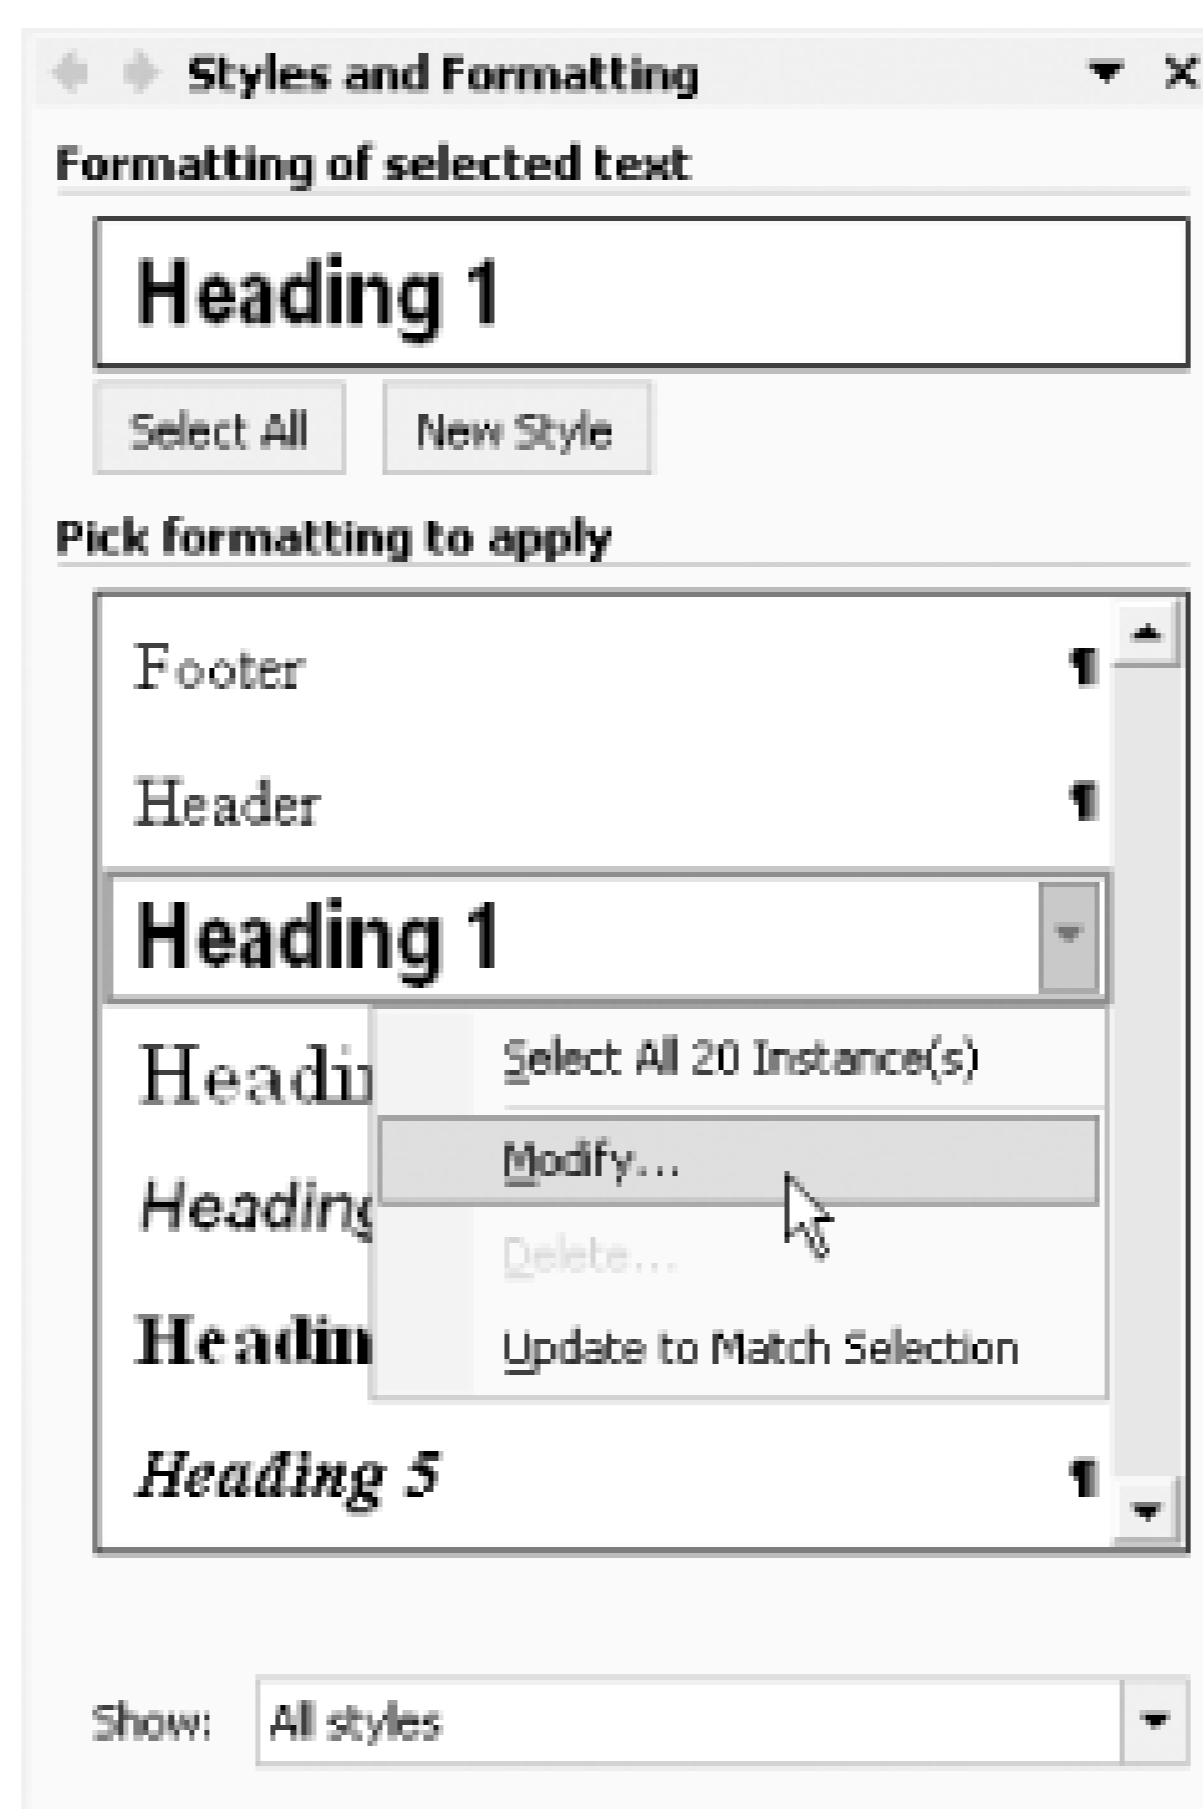 Styles and Formatting
Formatting of selected text
Heading 1
Select All New Style
Pick formatting to apply
Footer ¶
Header ¶
Heading 1
Select All 20 Instance(s)
Modify...
Heading
Delete...
Update to Match Selection
Heading 5 ¶
Show: All styles